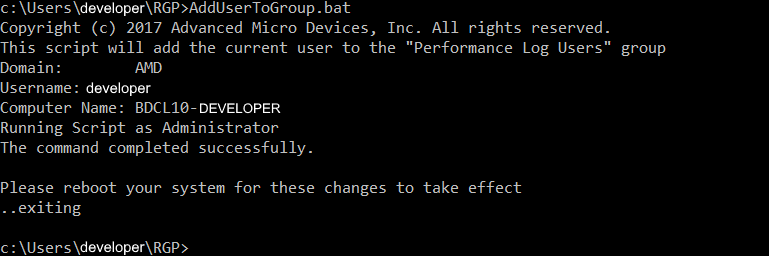 c:\Users\developer\RGP>AddUserToGroup.bat
Copyright (c) 2017 Advanced Micro Devices, Inc. All rights reserved.
This script will add the current user to the "Performance Log Users" group
Domain:        AMD
Username: developer
Computer Name: BDCL10-DEVELOPER
Running Script as Administrator
The command completed successfully.

Please reboot your system for these changes to take effect
..exiting

c:\Users\developer\RGP>